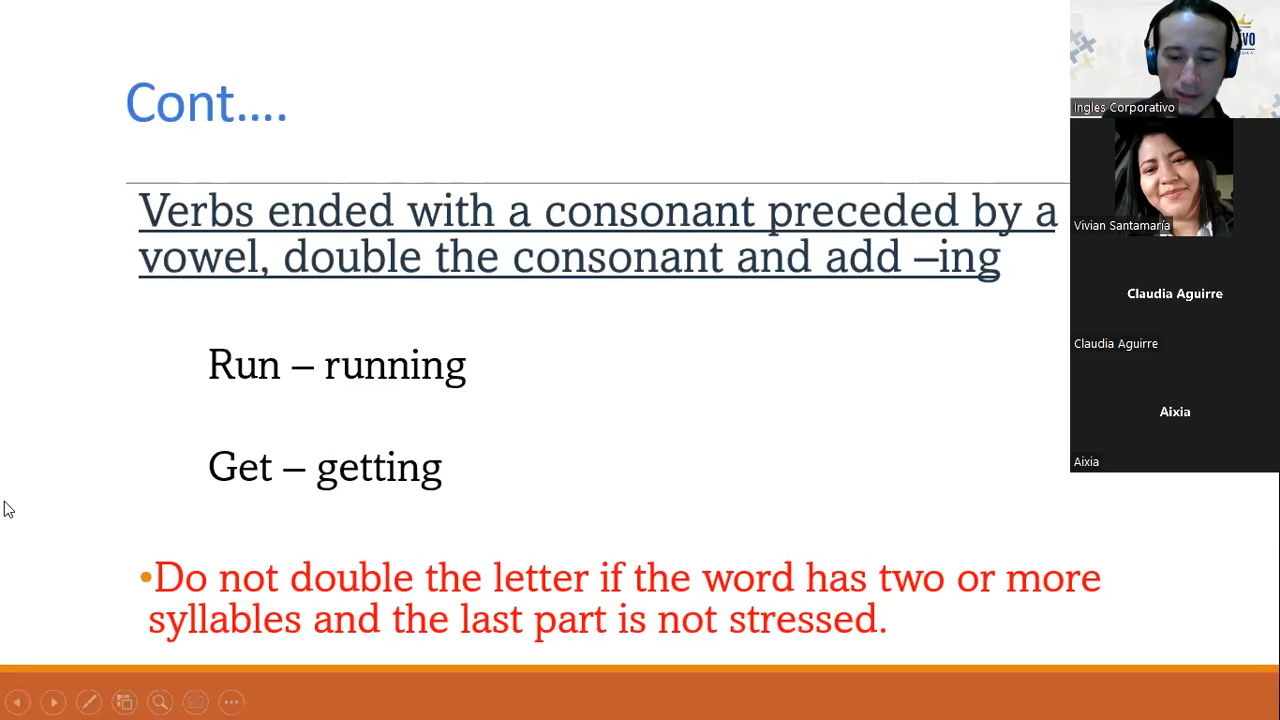 Cont....
Verbs ended with a consonant preceded by a
vowel, double the consonant and add –ing
Run – running
Get – getting
•Do not double the letter if the word has two or more
syllables and the last part is not stressed.
Ingles Corporativo
Vivian Santamaría
Claudia Aguirre
Claudia Aguirre
Aixia
Aixia